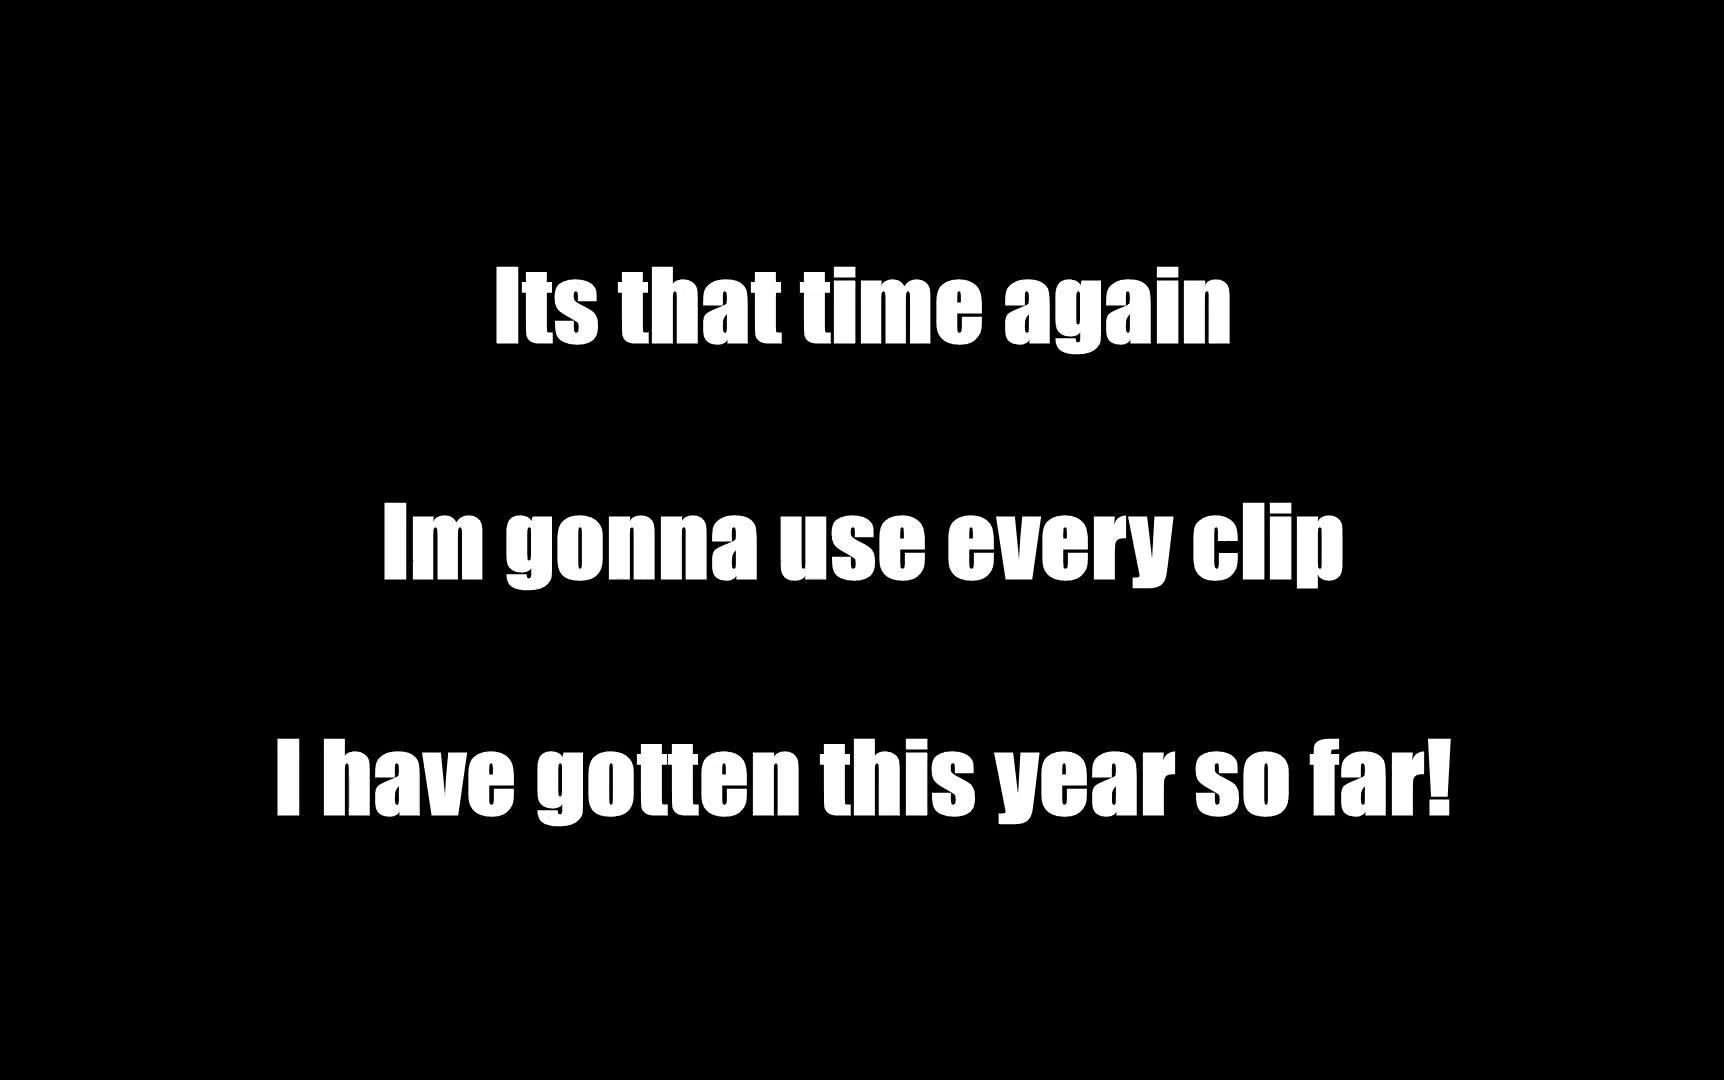 Its that time again
Im gonna use every clip
I have gotten this year so far!